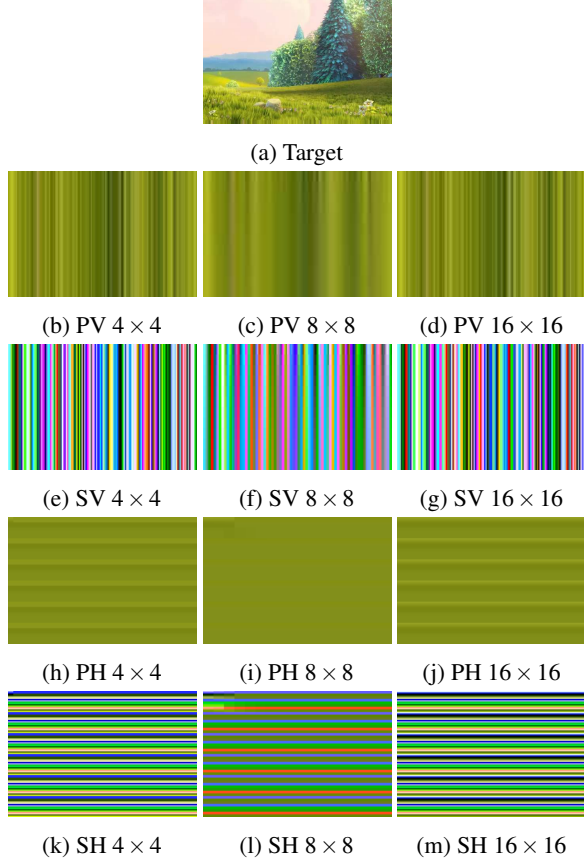 (a) Target
(b) PV 4 × 4 (c) PV 8 × 8 (d) PV 16 × 16
(e) SV 4 × 4 (f) SV 8 × 8 (g) SV 16 × 16
(h) PH 4 × 4 (i) PH 8 × 8 (j) PH 16 × 16
(k) SH 4 × 4 (l) SH 8 × 8 (m) SH 16 × 16